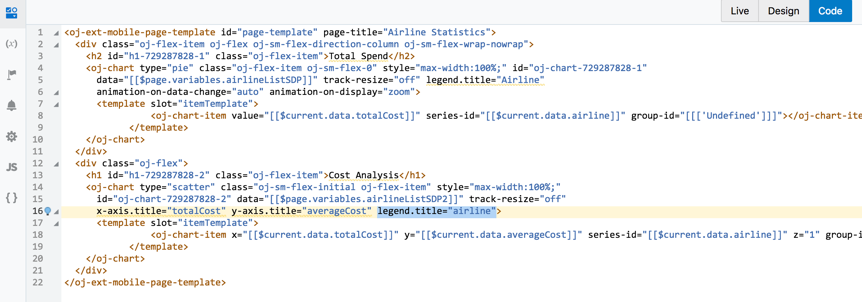 Live Design Code
1 <oj-ext-mobile-page-template id="page-template" page-title="Airline Statistics">
2 <div class="oj-flex-item oj-flex oj-sm-flex-direction-column oj-sm-flex-wrap-nowrap">
3 <h2 id="h1-729287828-1" class="oj-flex-item">Total Spend</h2>
4 <oj-chart type="pie" class="oj-flex-item oj-sm-flex-0" style="max-width:100%;" id="oj-chart-729287828-1"
5 data="[[$page.variables.airlineListSDP]]" track-resize="off" legend.title="Airline"
6 animation-on-data-change="auto" animation-on-display="zoom">
7 <template slot="itemTemplate">
8 <oj-chart-item value="[[$current.data.totalCost]]" series-id="[[$current.data.airline]]" group-id="[[['Undefined']]]"></oj-chart-ite
9 </template>
10 </oj-chart>
11 </div>
12 <div class="oj-flex">
13 <h1 id="h1-729287828-2" class="oj-flex-item">Cost Analysis</h1>
14 <oj-chart type="scatter" class="oj-sm-flex-initial oj-flex-item" style="max-width:100%;"
15 id="oj-chart-729287828-2" data="[[$page.variables.airlineListSDP2]]" track-resize="off"
16 x-axis.title="totalCost" y-axis.title="averageCost" legend.title="airline">
17 <template slot="itemTemplate">
18 <oj-chart-item x="[[$current.data.totalCost]]" y="[[$current.data.averageCost]]" series-id="[[$current.data.airline]]" z="1" group-i
19 </template>
20 </oj-chart>
21 </div>
22 </oj-ext-mobile-page-template>
(x)
JS
{ }